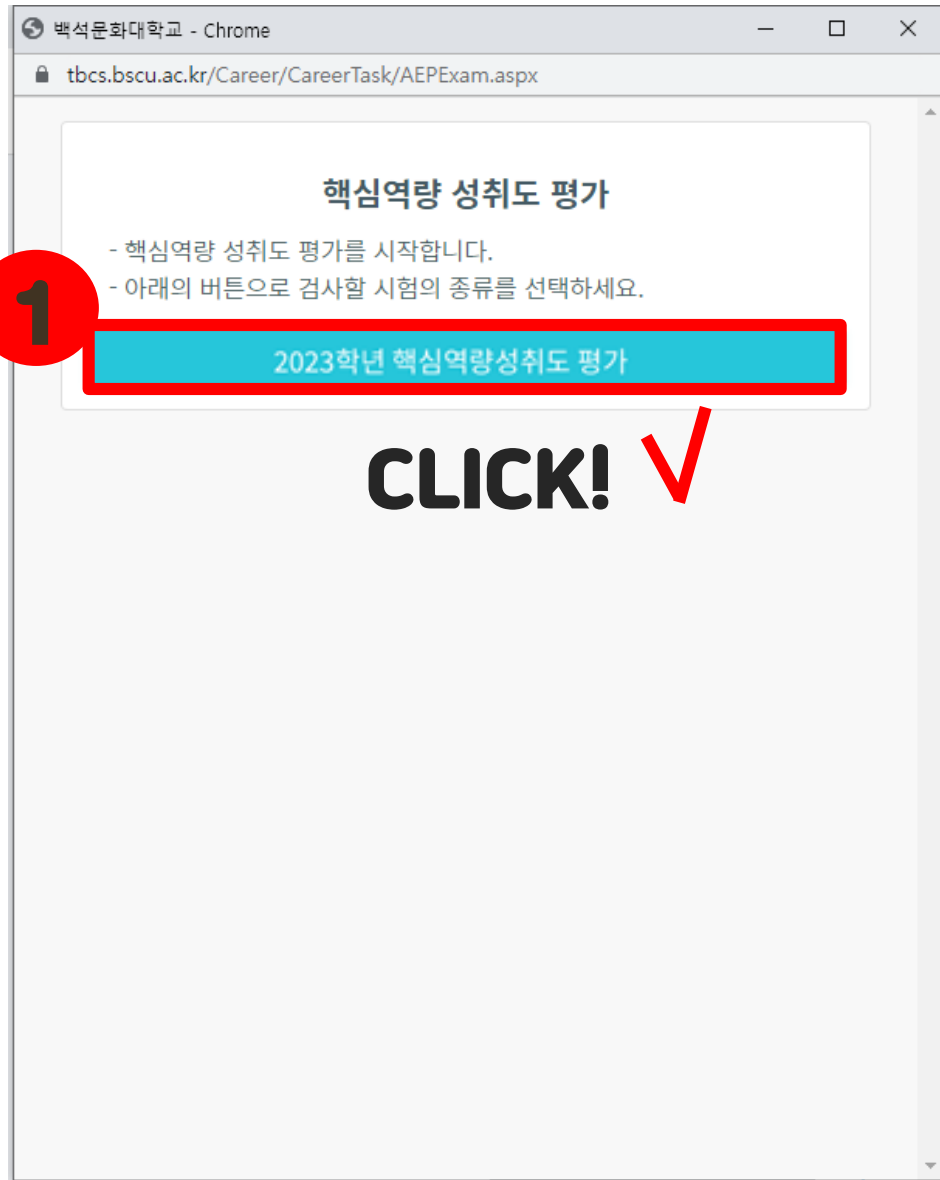 백석문화대학교 - Chrome
tbcs.bscu.ac.kr/Career/CareerTask/AEPExam.aspx
핵심역량 성취도 평가
- 핵심역량 성취도 평가를 시작합니다.
- 아래의 버튼으로 검사할 시험의 종류를 선택하세요.
1
2023학년 핵심역량성취도 평가
CLICK!